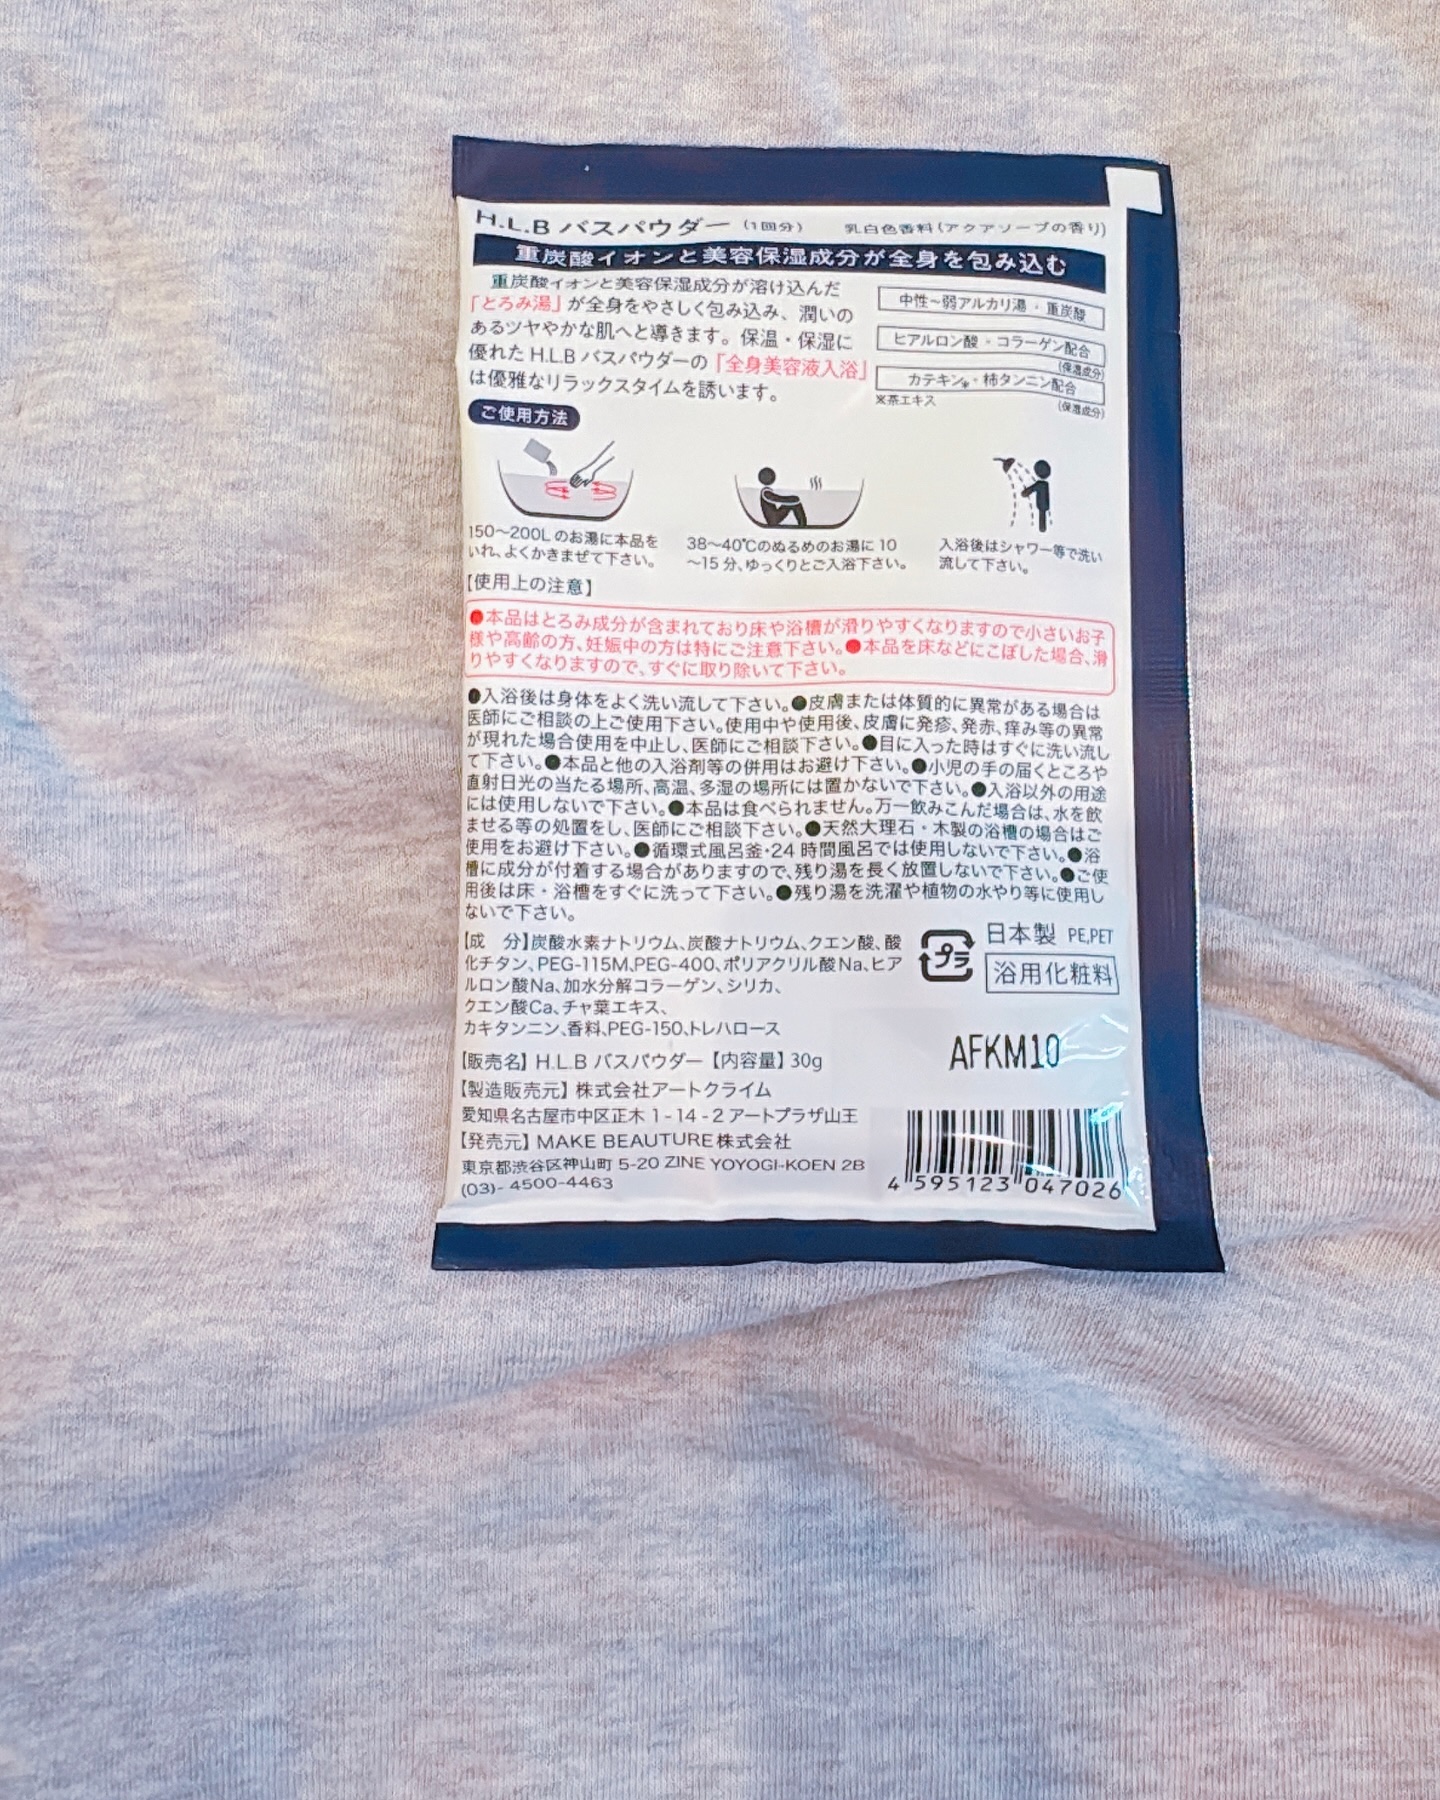 H.L.B バスパウダー (1回分) 乳白色香料(アクアソープの香り)
重炭酸イオンと美容保湿成分が全身を包み込む
重炭酸イオンと美容保湿成分が溶け込んだ
「とろみ湯」が全身をやさしく包み込み、潤いの
あるツヤやかな肌へと導きます。保温・保湿に
優れたH.L.Bバスパウダーの「全身美容液入浴」
は優雅なリラックスタイムを誘います。
中性~弱アルカリ湯・重炭酸
ヒアルロン酸・コラーゲン配合
(保湿成分)
カテキン※・柿タンニン配合
※茶エキス (保湿成分)
ご使用方法
150~200Lのお湯に本品を
いれ、よくかきまぜて下さい。
38~40℃のぬるめのお湯に10
~15分、ゆっくりとご入浴下さい。
入浴後はシャワー等で洗い
流して下さい。
【使用上の注意】
●本品はとろみ成分が含まれており床や浴槽が滑りやすくなりますので小さいお子
様や高齢の方、妊娠中の方は特にご注意下さい。●本品を床などにこぼした場合、滑
りやすくなりますので、すぐに取り除いて下さい。
●入浴後は身体をよく洗い流して下さい。●皮膚または体質的に異常がある場合は
医師にご相談の上ご使用下さい。使用中や使用後、皮膚に発疹、発赤、痒み等の異常
が現れた場合使用を中止し、医師にご相談下さい。●目に入った時はすぐに洗い流し
て下さい。●本品と他の入浴剤等の併用はお避け下さい。●小児の手の届くところや
直射日光の当たる場所、高温、多湿の場所には置かないで下さい。●入浴以外の用途
には使用しないで下さい。●本品は食べられません。万一飲みこんだ場合は、水を飲
ませる等の処置をし、医師にご相談下さい。●天然大理石・木製の浴槽の場合はご
使用をお避け下さい。●循環式風呂釜・24時間風呂では使用しないで下さい。●浴
槽に成分が付着する場合がありますので、残り湯を長く放置しないで下さい。●ご使
用後は床・浴槽をすぐに洗って下さい。●残り湯を洗濯や植物の水やり等に使用し
ないで下さい。
【成 分】炭酸水素ナトリウム、炭酸ナトリウム、クエン酸、酸
化チタン、PEG-115M、PEG-400、ポリアクリル酸Na、ヒア
ルロン酸Na、加水分解コラーゲン、シリカ、
クエン酸Ca、チャ葉エキス、
カキタンニン、香料、PEG-150、トレハロース
プラ
日本製 PE,PET
浴用化粧料
【販売名】H.L.B バスパウダー【内容量】30g
【製造販売元】株式会社アートクライム
愛知県名古屋市中区正木 1-14-2 アートプラザ山王
【発売元】MAKE BEAUTURE株式会社
東京都渋谷区神山町 5-20 ZINE YOYOGI-KOEN 2B
(03)- 4500-4463
AFKM10
4 595123 047026